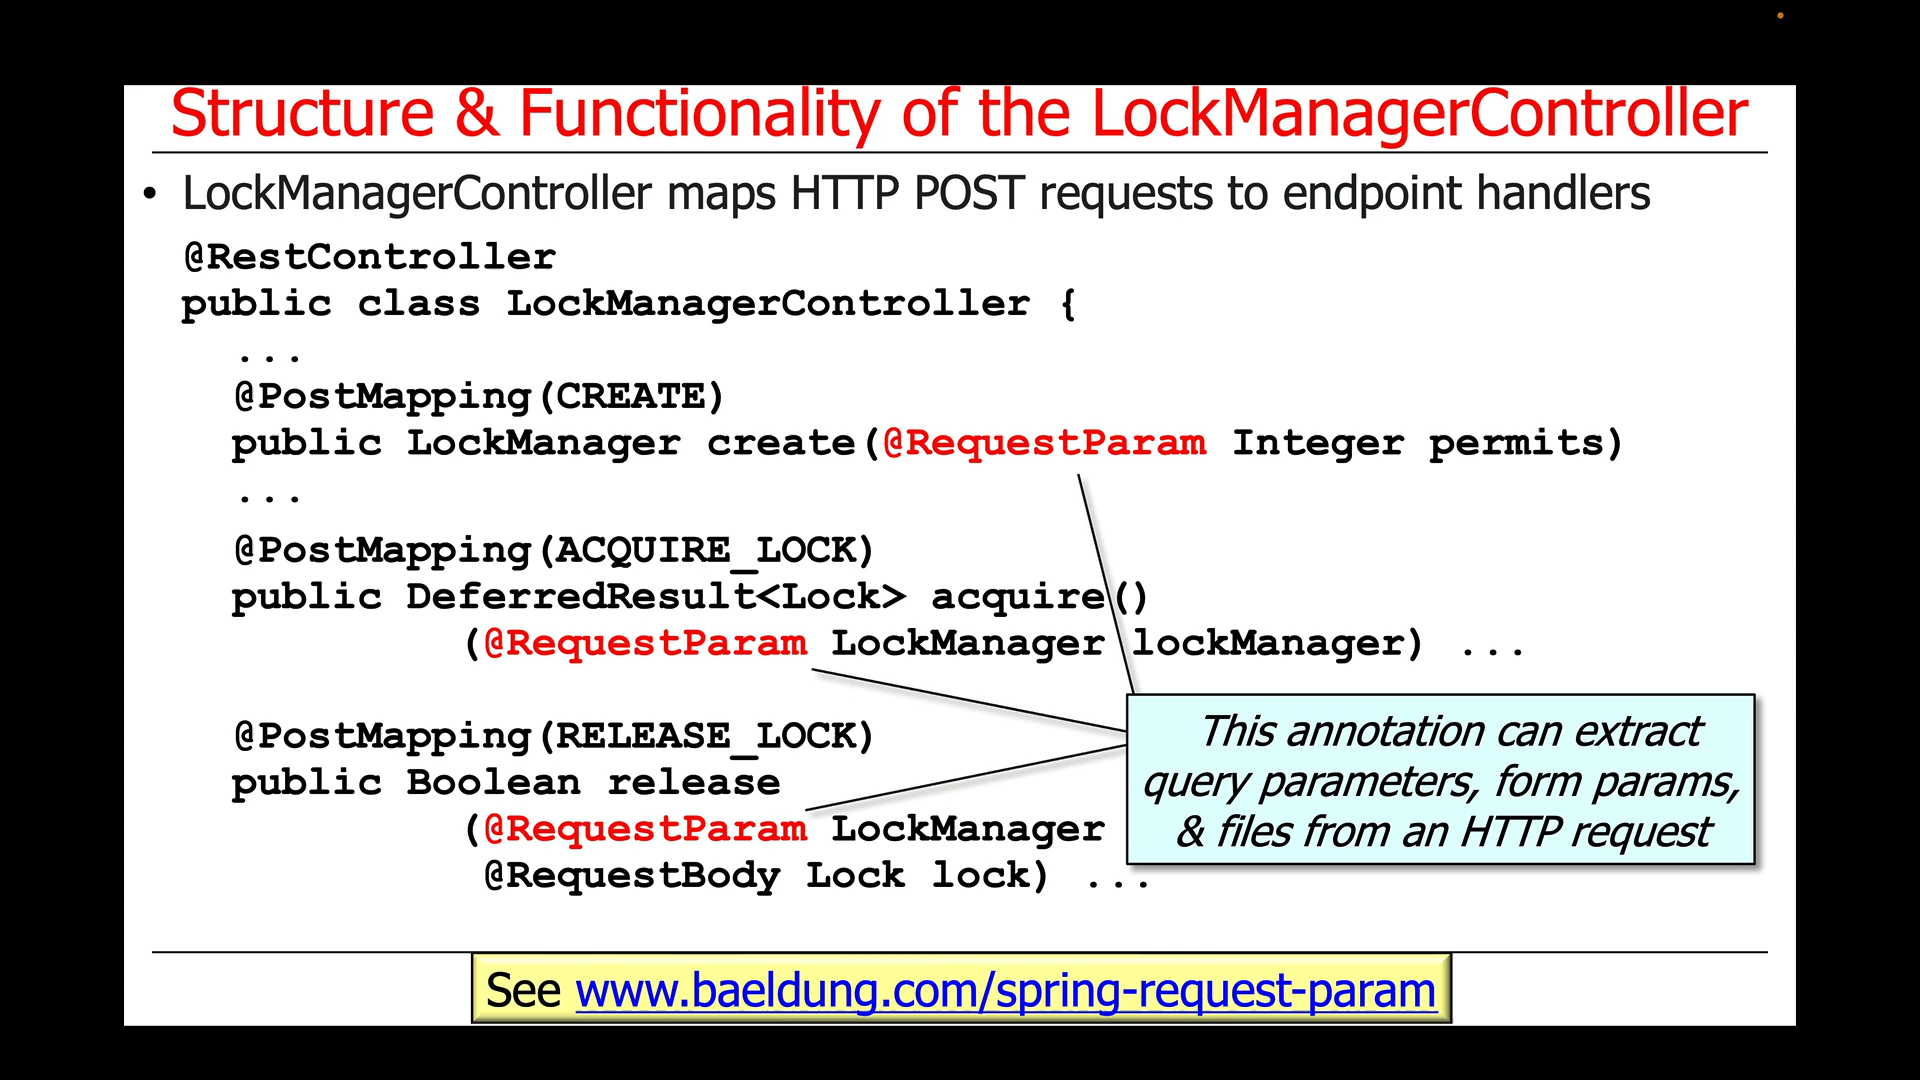 Structure & Functionality of the LockManagerController
• LockManagerController maps HTTP POST requests to endpoint handlers
@RestController
public class LockManagerController {
...
@PostMapping(CREATE)
public LockManager create(@RequestParam Integer permits)
...
@PostMapping(ACQUIRE_LOCK)
public DeferredResult<Lock> acquire()
(@RequestParam LockManager lockManager) ...
@PostMapping(RELEASE_LOCK)
public Boolean release
(@RequestParam LockManager
@RequestBody Lock lock) ...
This annotation can extract
query parameters, form params,
& files from an HTTP request
See www.baeldung.com/spring-request-param